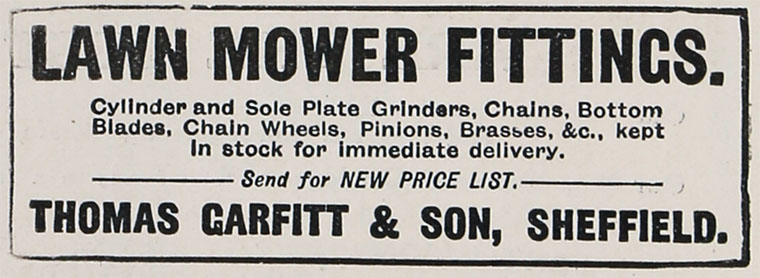 LAWN MOWER FITTINGS.
Cylinder and Sole Plate Grinders, Chains, Bottom
Blades, Chain Wheels, Pinions, Brasses, &c., kept
in stock for immediate delivery.
Send for NEW PRICE LIST.
THOMAS GARFITT & SON, SHEFFIELD.